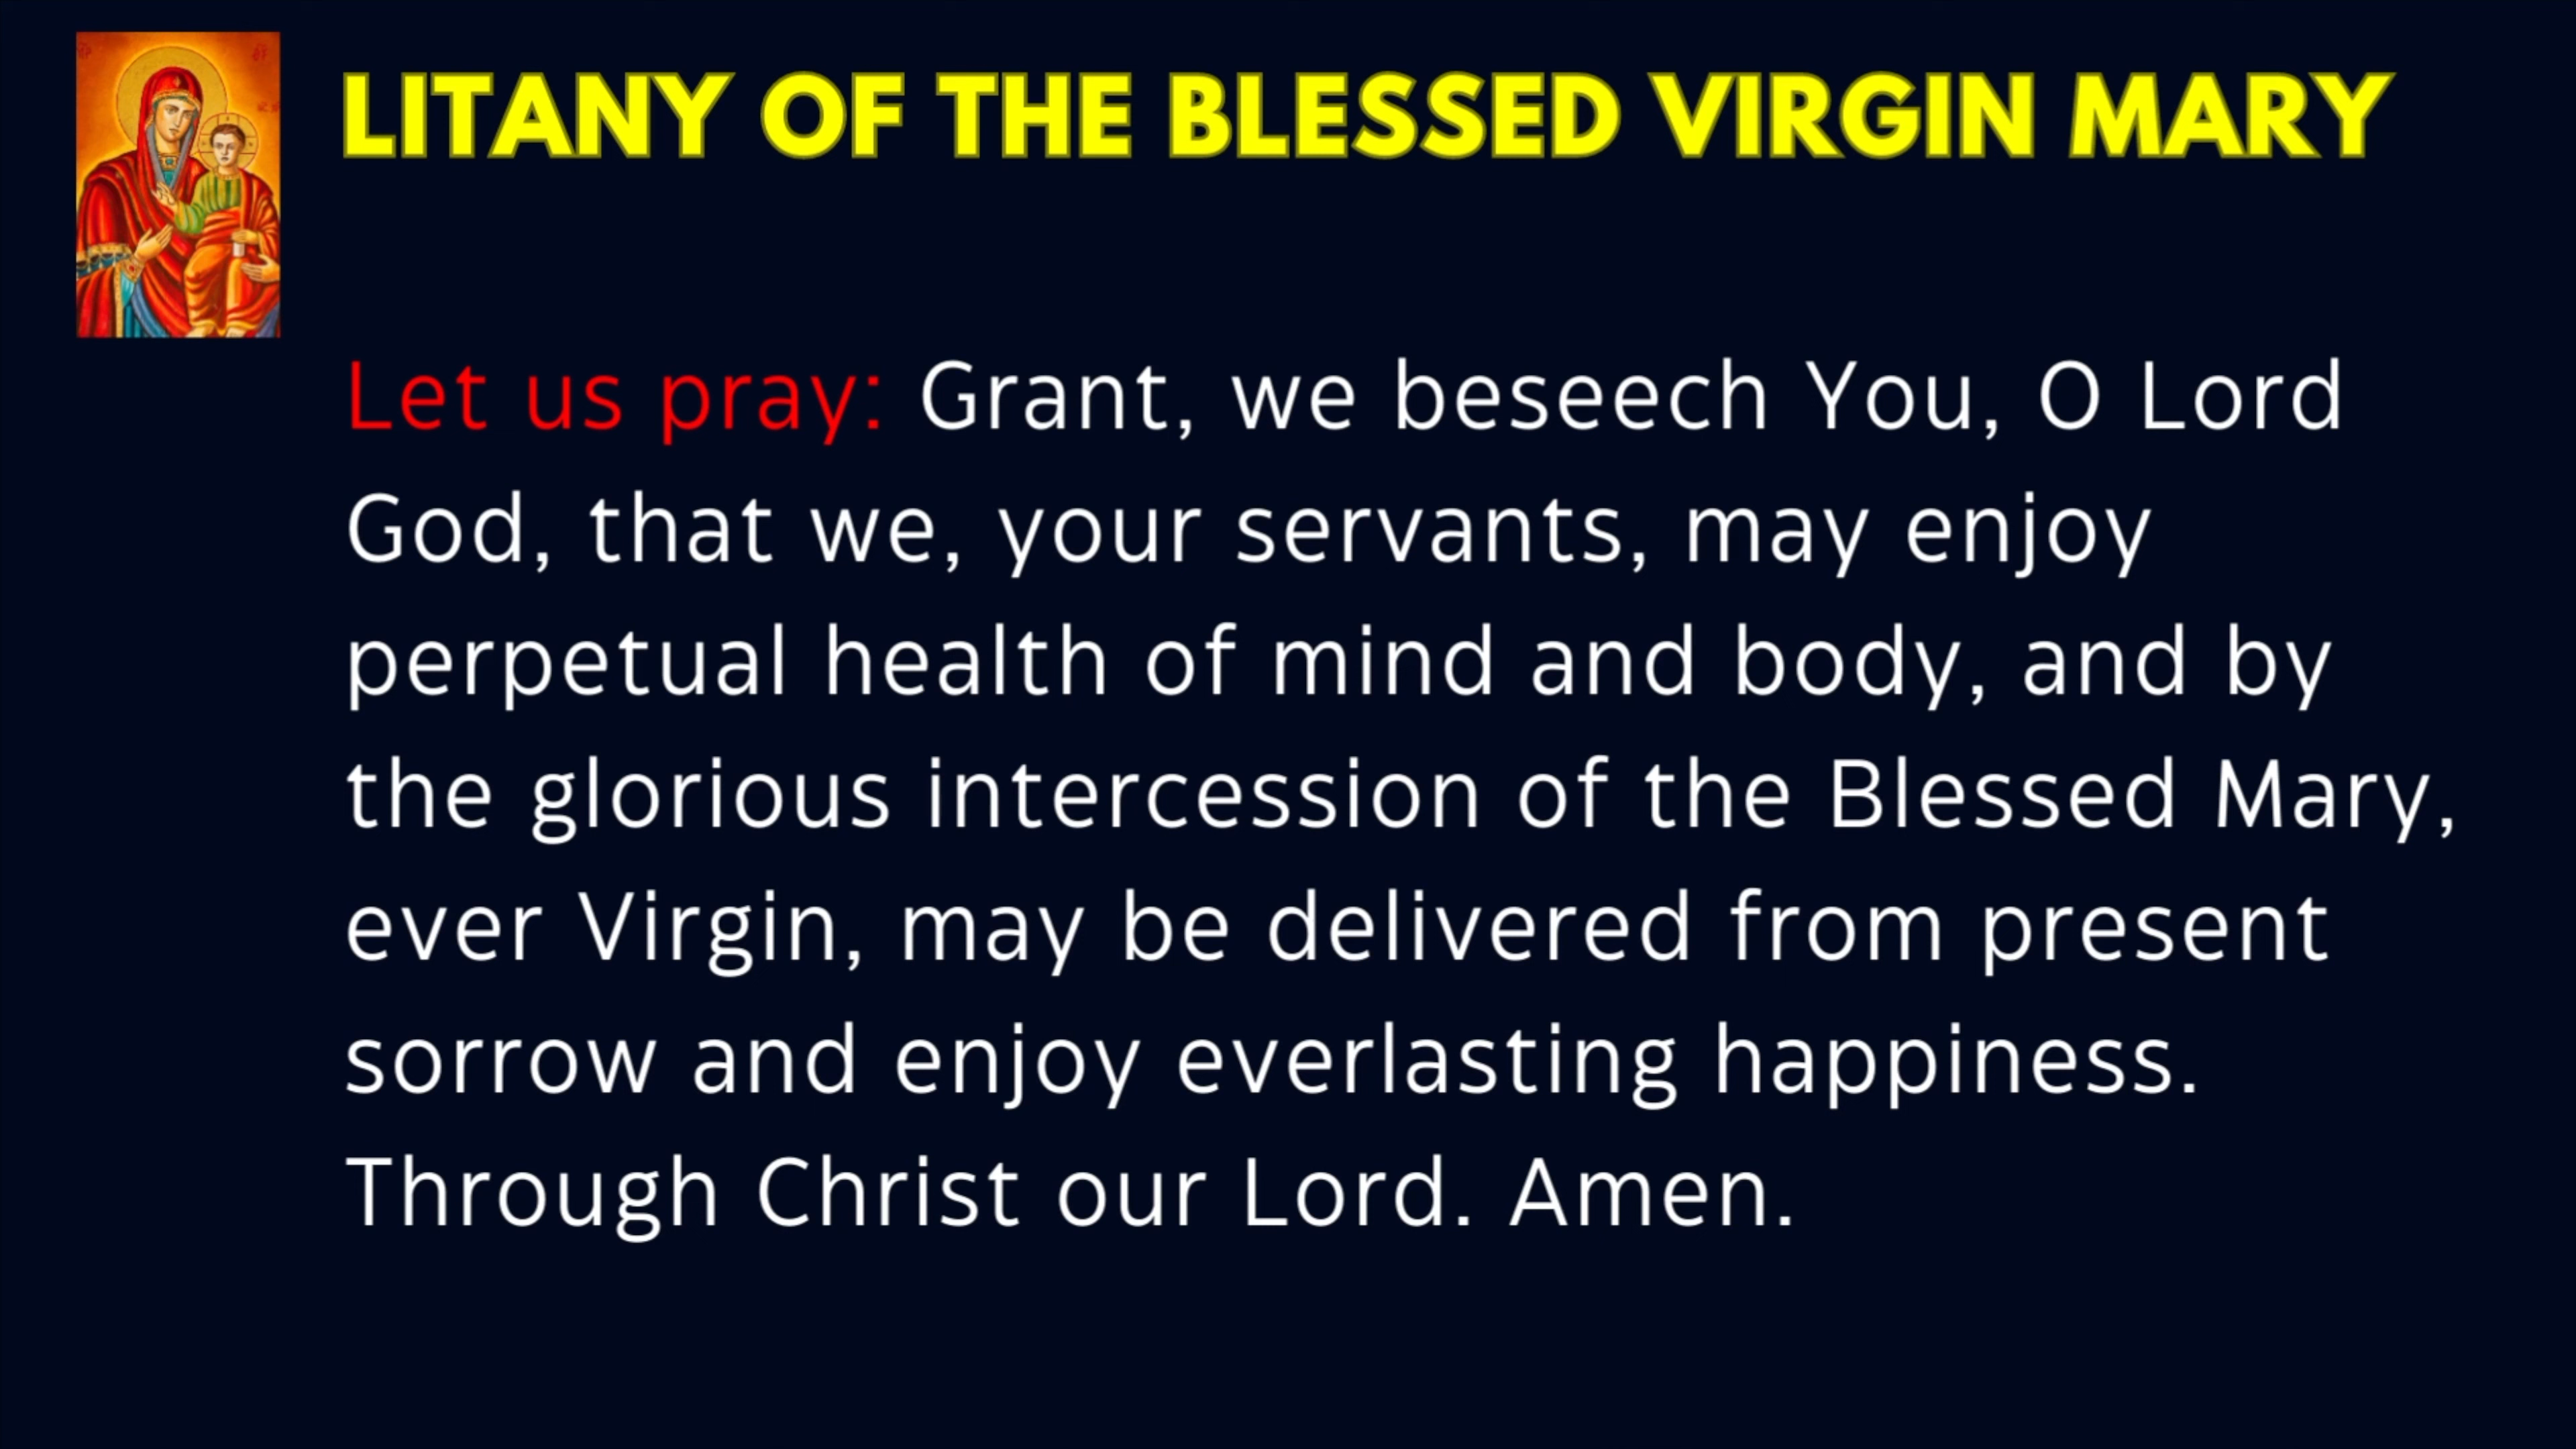 LITANY OF THE BLESSED VIRGIN MARY
Let us pray: Grant, we beseech You, O Lord
God, that we, your servants, may enjoy
perpetual health of mind and body, and by
the glorious intercession of the Blessed Mary,
ever Virgin, may be delivered from present
sorrow and enjoy everlasting happiness.
Through Christ our Lord. Amen.